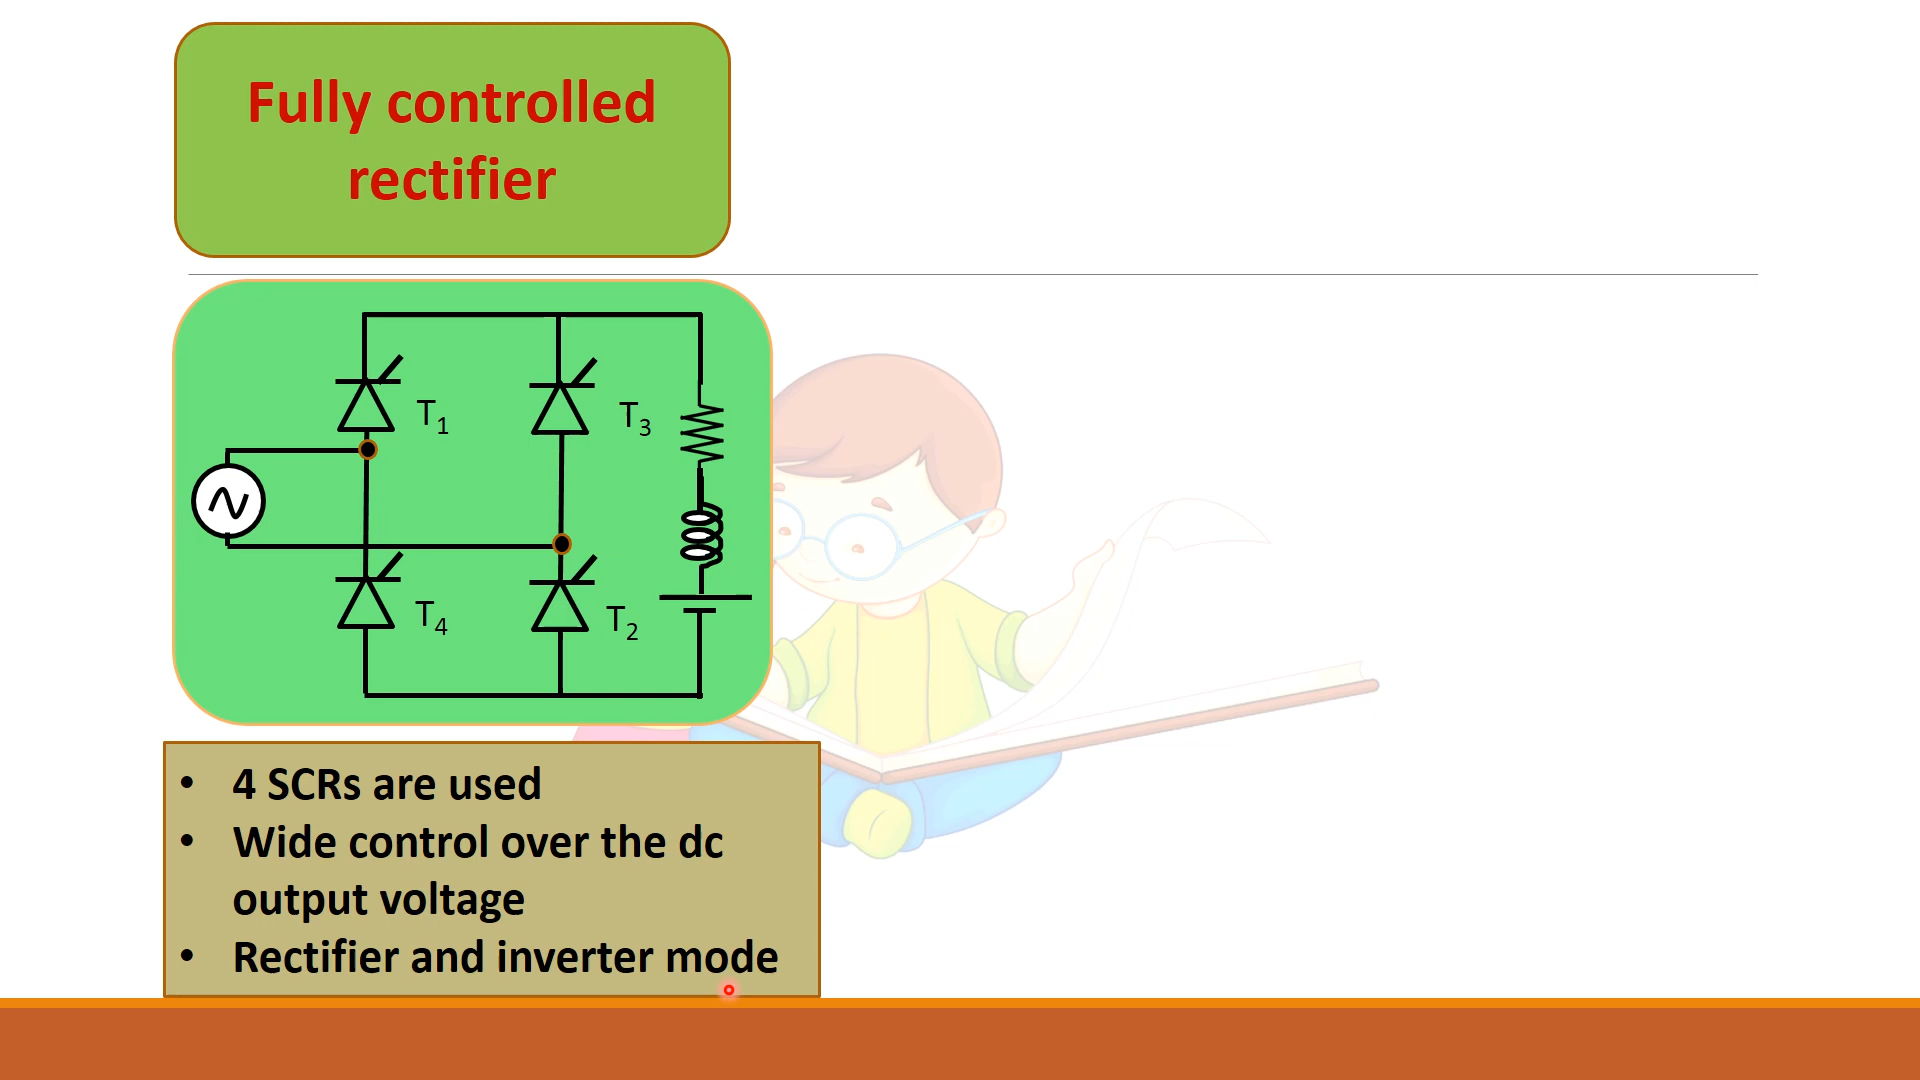 Fully controlled
rectifier
T1
T3
T4
T2
• 4 SCRs are used
• Wide control over the dc
output voltage
• Rectifier and inverter mode